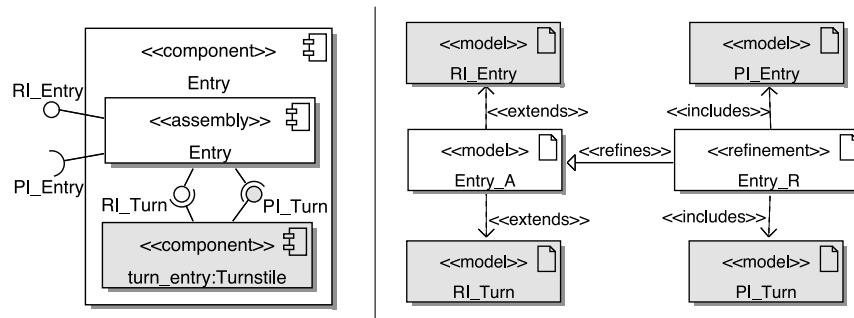 <<component>>
Entry
RI_Entry
<<assembly>>
Entry
PI_Entry
RI_Turn
PI_Turn
<<component>>
turn_entry:Turnstile
<<model>>
RI_Entry
<<model>>
PI_Entry
<<extends>>
<<includes>>
<<model>>
Entry_A
<<refines>>
<<refinement>>
Entry_R
<<extends>>
<<includes>>
<<model>>
RI_Turn
<<model>>
PI_Turn